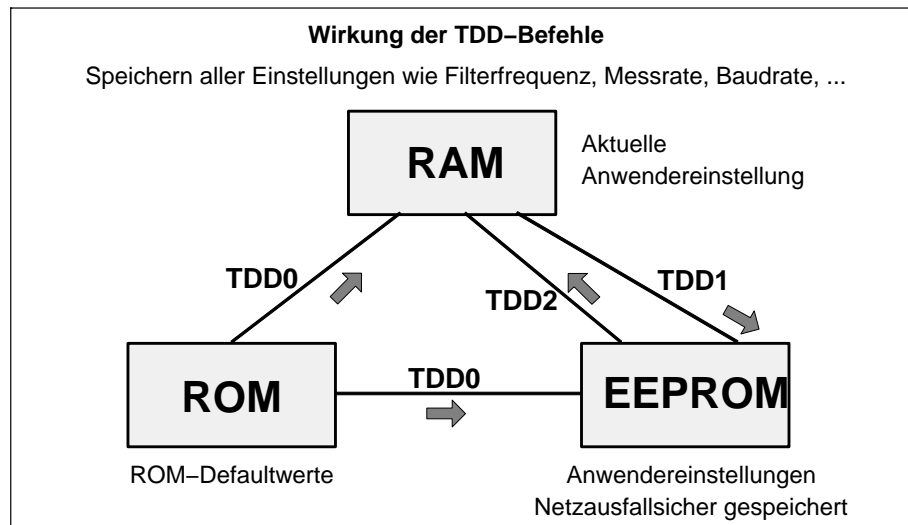 Wirkung der TDD–Befehle
Speichern aller Einstellungen wie Filterfrequenz, Messrate, Baudrate, ...
RAM
Aktuelle
Anwendereinstellung
TDD0
TDD2
TDD1
ROM
TDD0
EEPROM
ROM–Defaultwerte
Anwendereinstellungen
Netzausfallsicher gespeichert